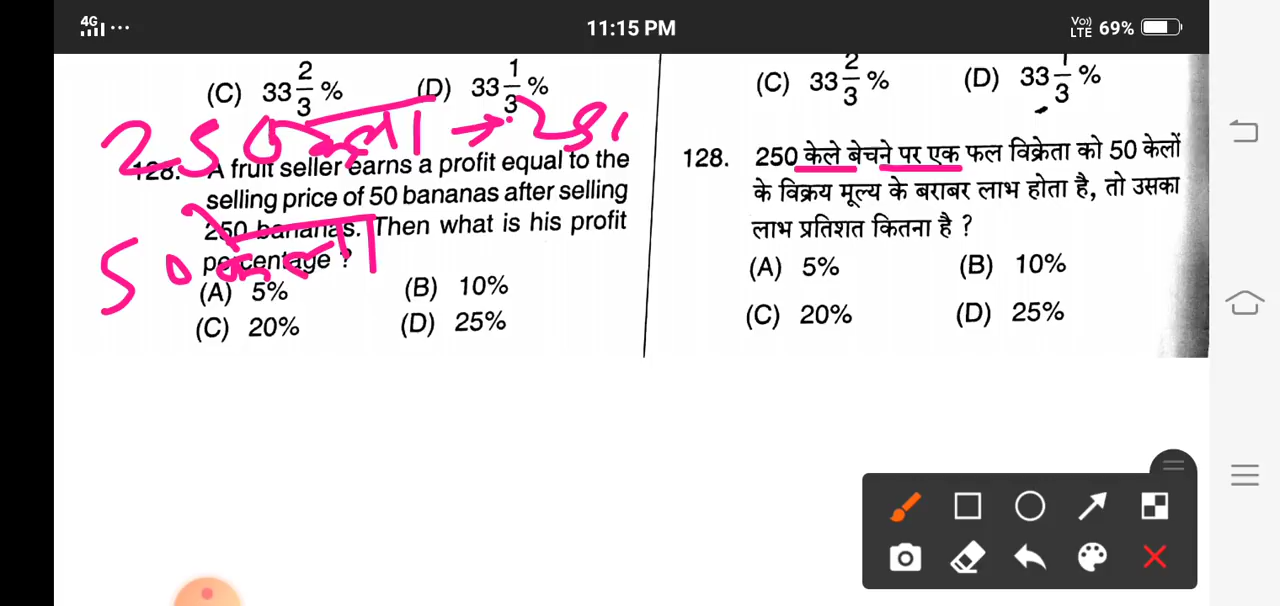 4G ...
11:15 PM
Vo)) LTE 69%
(C) 33 2/3 % (D) 33 1/3 %
250 केला → 250
128. A fruit seller earns a profit equal to the
selling price of 50 bananas after selling
250 bananas. Then what is his profit
percentage ?
50 केला
(A) 5% (B) 10%
(C) 20% (D) 25%
(C) 33 2/3 % (D) 33 1/3 %
128. 250 केले बेचने पर एक फल विक्रेता को 50 केलों
के विक्रय मूल्य के बराबर लाभ होता है, तो उसका
लाभ प्रतिशत कितना है ?
(A) 5% (B) 10%
(C) 20% (D) 25%